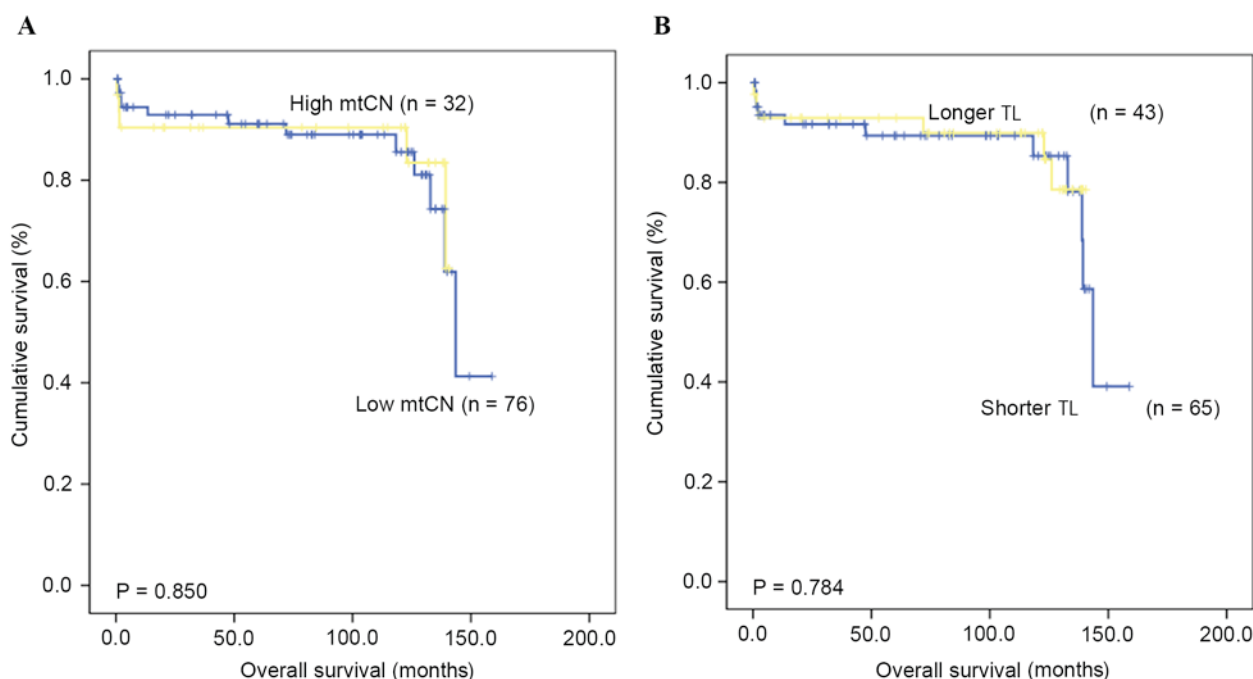 A
Cumulative survival (%)
1.0
0.8
0.6
0.4
0.2
0.0
High mtCN (n = 32)
Low mtCN (n = 76)
P = 0.850
0.0 50.0 100.0 150.0 200.0
Overall survival (months)
B
Cumulative survival (%)
1.0
0.8
0.6
0.4
0.2
0.0
Longer TL (n = 43)
Shorter TL (n = 65)
P = 0.784
0.0 50.0 100.0 150.0 200.0
Overall survival (months)